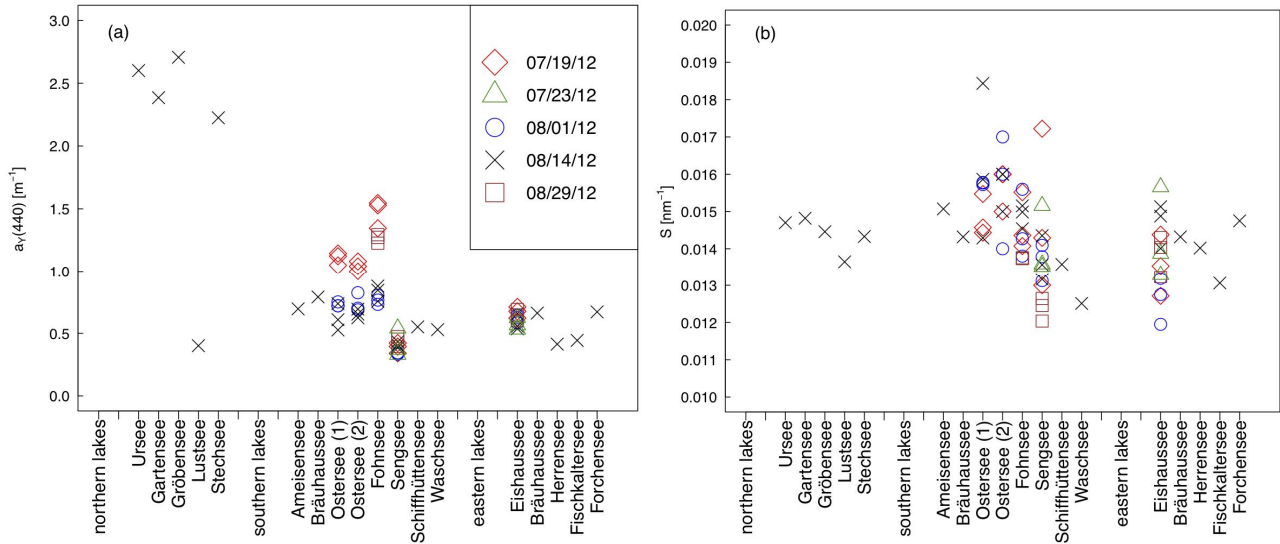 (a)
3.0
2.5
2.0
1.5
1.0
0.5
0.0
aY(440) [m⁻¹]
07/19/12
07/23/12
08/01/12
08/14/12
08/29/12
northern lakes
Ursee
Gartensee
Gröbensee
Lustsee
Stechsee
southern lakes
Ameisensee
Bräuhaussee
Ostersee (1)
Ostersee (2)
Fohnsee
Sengsee
Schiffhüttensee
Waschsee
eastern lakes
Eishaussee
Bräuhaussee
Herrensee
Fischkaltersee
Forchensee
(b)
0.020
0.019
0.018
0.017
0.016
0.015
0.014
0.013
0.012
0.011
0.010
S [nm⁻¹]
northern lakes
Ursee
Gartensee
Gröbensee
Lustsee
Stechsee
southern lakes
Ameisensee
Bräuhaussee
Ostersee (1)
Ostersee (2)
Fohnsee
Sengsee
Schiffhüttensee
Waschsee
eastern lakes
Eishaussee
Bräuhaussee
Herrensee
Fischkaltersee
Forchensee